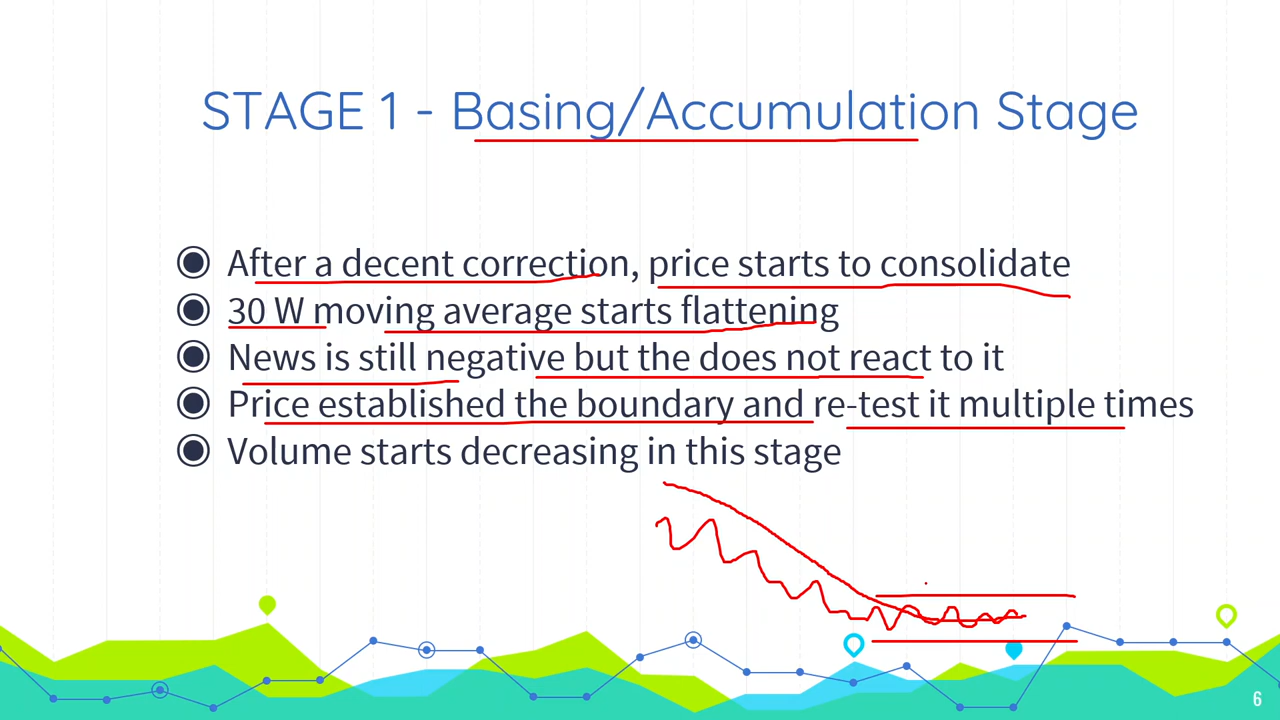 STAGE 1 - Basing/Accumulation Stage
After a decent correction, price starts to consolidate
30 W moving average starts flattening
News is still negative but the does not react to it
Price established the boundary and re-test it multiple times
Volume starts decreasing in this stage
6